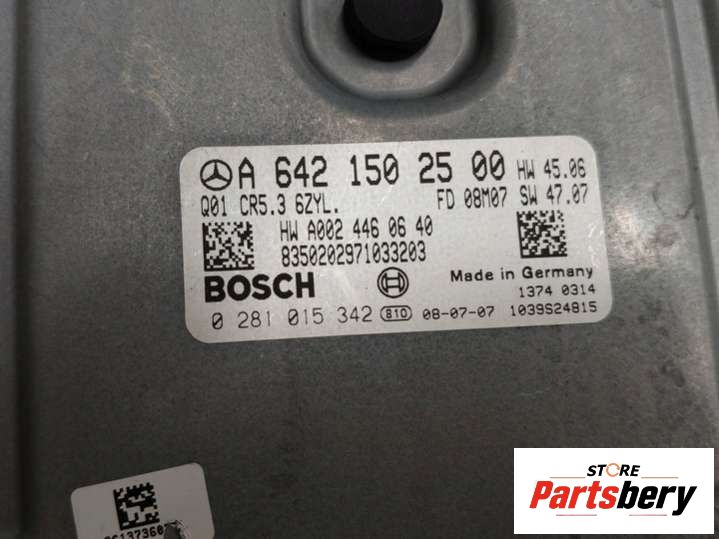 A 642 150 25 00 HW 45.06
Q01 CR5.3 6ZYL. FD 08M07 SW 47.07
HW A002 446 06 40
8350202971033203
BOSCH Made in Germany
1374 0314
0 281 015 342 810 08-07-07 1039S24815
STORE
Partsbery